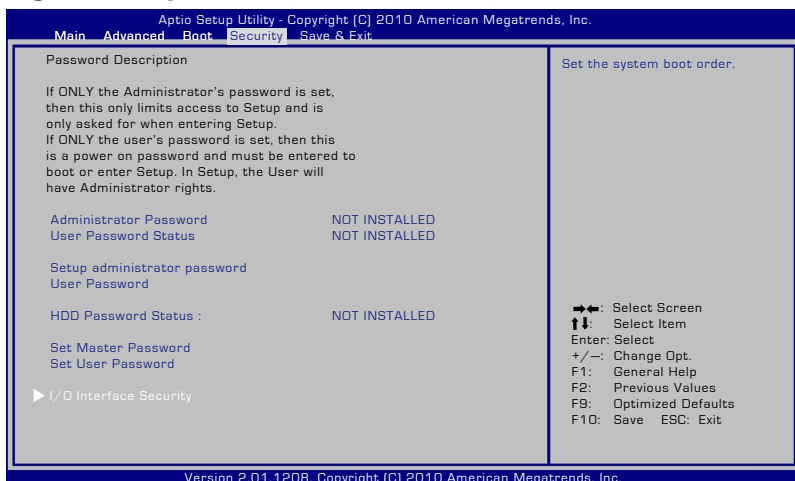 Aptio Setup Utility - Copyright (C) 2010 American Megatrends, Inc.
Main Advanced Boot Security Save & Exit
Password Description
If ONLY the Administrator's password is set,
then this only limits access to Setup and is
only asked for when entering Setup.
If ONLY the user's password is set, then this
is a power on password and must be entered to
boot or enter Setup. In Setup, the User will
have Administrator rights.
Administrator Password NOT INSTALLED
User Password Status NOT INSTALLED
Setup administrator password
User Password
HDD Password Status : NOT INSTALLED
Set Master Password
Set User Password
I/O Interface Security
Set the system boot order.
→←: Select Screen
↑↓: Select Item
Enter: Select
+/—: Change Opt.
F1: General Help
F2: Previous Values
F9: Optimized Defaults
F10: Save ESC: Exit
Version 2.01.1208. Copyright (C) 2010 American Megatrends, Inc.